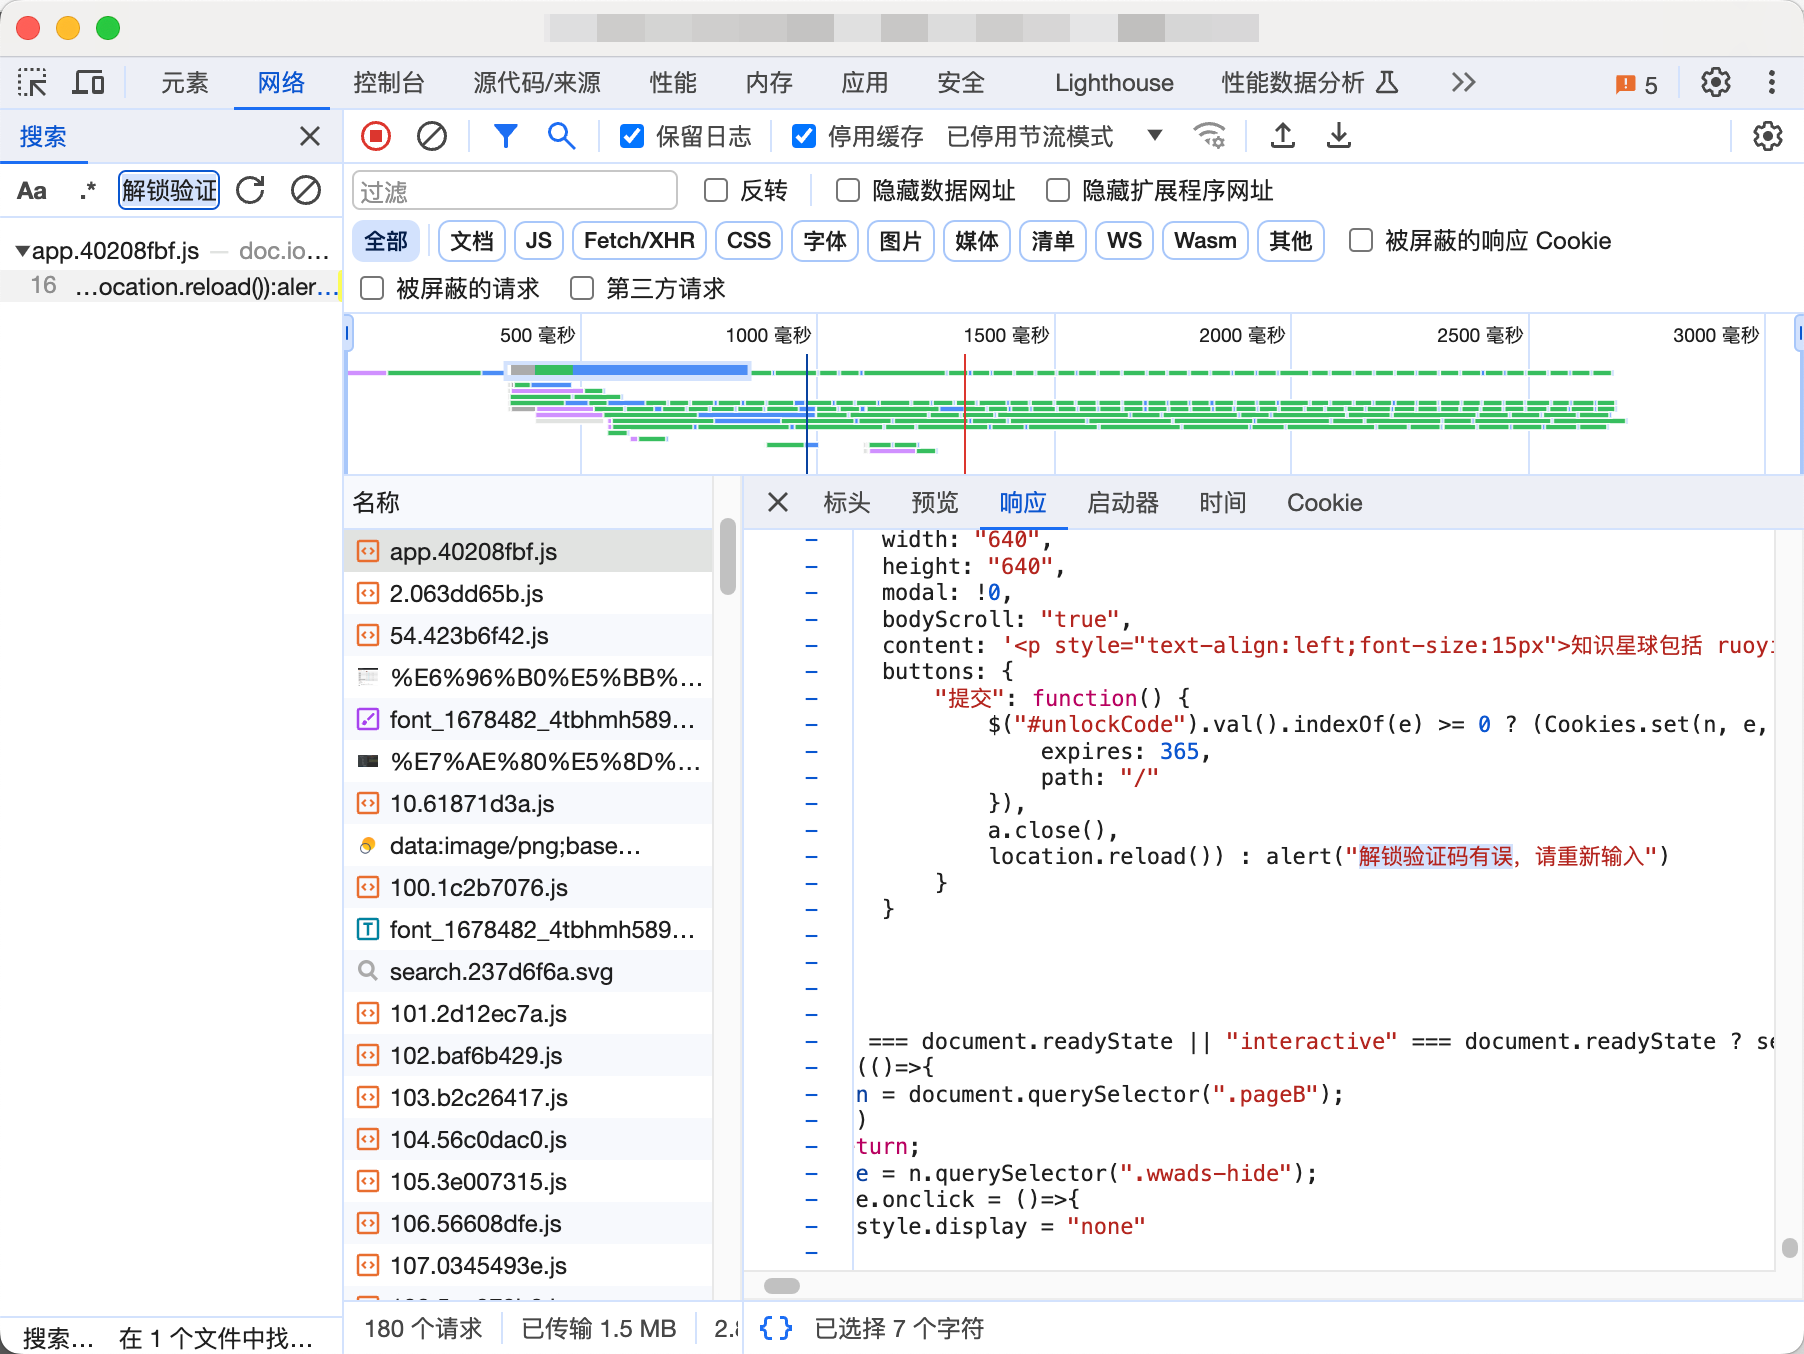 元素 网络 控制台 源代码/来源 性能 内存 应用 安全 Lighthouse 性能数据分析 5
搜索
保留日志 停用缓存 已停用节流模式
Aa .* 解锁验证
过滤 反转 隐藏数据网址 隐藏扩展程序网址
全部 文档 JS Fetch/XHR CSS 字体 图片 媒体 清单 WS Wasm 其他 被屏蔽的响应 Cookie
被屏蔽的请求 第三方请求
app.40208fbf.js — doc.io…
16 …ocation.reload()):aler…
500 毫秒 1000 毫秒 1500 毫秒 2000 毫秒 2500 毫秒 3000 毫秒
名称
app.40208fbf.js
2.063dd65b.js
54.423b6f42.js
%E6%96%B0%E5%BB%…
font_1678482_4tbhmh589…
%E7%AE%80%E5%8D%…
10.61871d3a.js
data:image/png;base…
100.1c2b7076.js
font_1678482_4tbhmh589…
search.237d6f6a.svg
101.2d12ec7a.js
102.baf6b429.js
103.b2c26417.js
104.56c0dac0.js
105.3e007315.js
106.56608dfe.js
107.0345493e.js
标头 预览 响应 启动器 时间 Cookie
width: "640",
height: "640",
modal: !0,
bodyScroll: "true",
content: '<p style="text-align:left;font-size:15px">知识星球包括 ruoyi
buttons: {
"提交": function() {
$("#unlockCode").val().indexOf(e) >= 0 ? (Cookies.set(n, e,
expires: 365,
path: "/"
}),
a.close(),
location.reload()) : alert("解锁验证码有误，请重新输入")
}
}
=== document.readyState || "interactive" === document.readyState ? se
(()=>{
n = document.querySelector(".pageB");
)
turn;
e = n.querySelector(".wwads-hide");
e.onclick = ()=>{
style.display = "none"
搜索… 在 1 个文件中找…
180 个请求 已传输 1.5 MB 2.8
{} 已选择 7 个字符